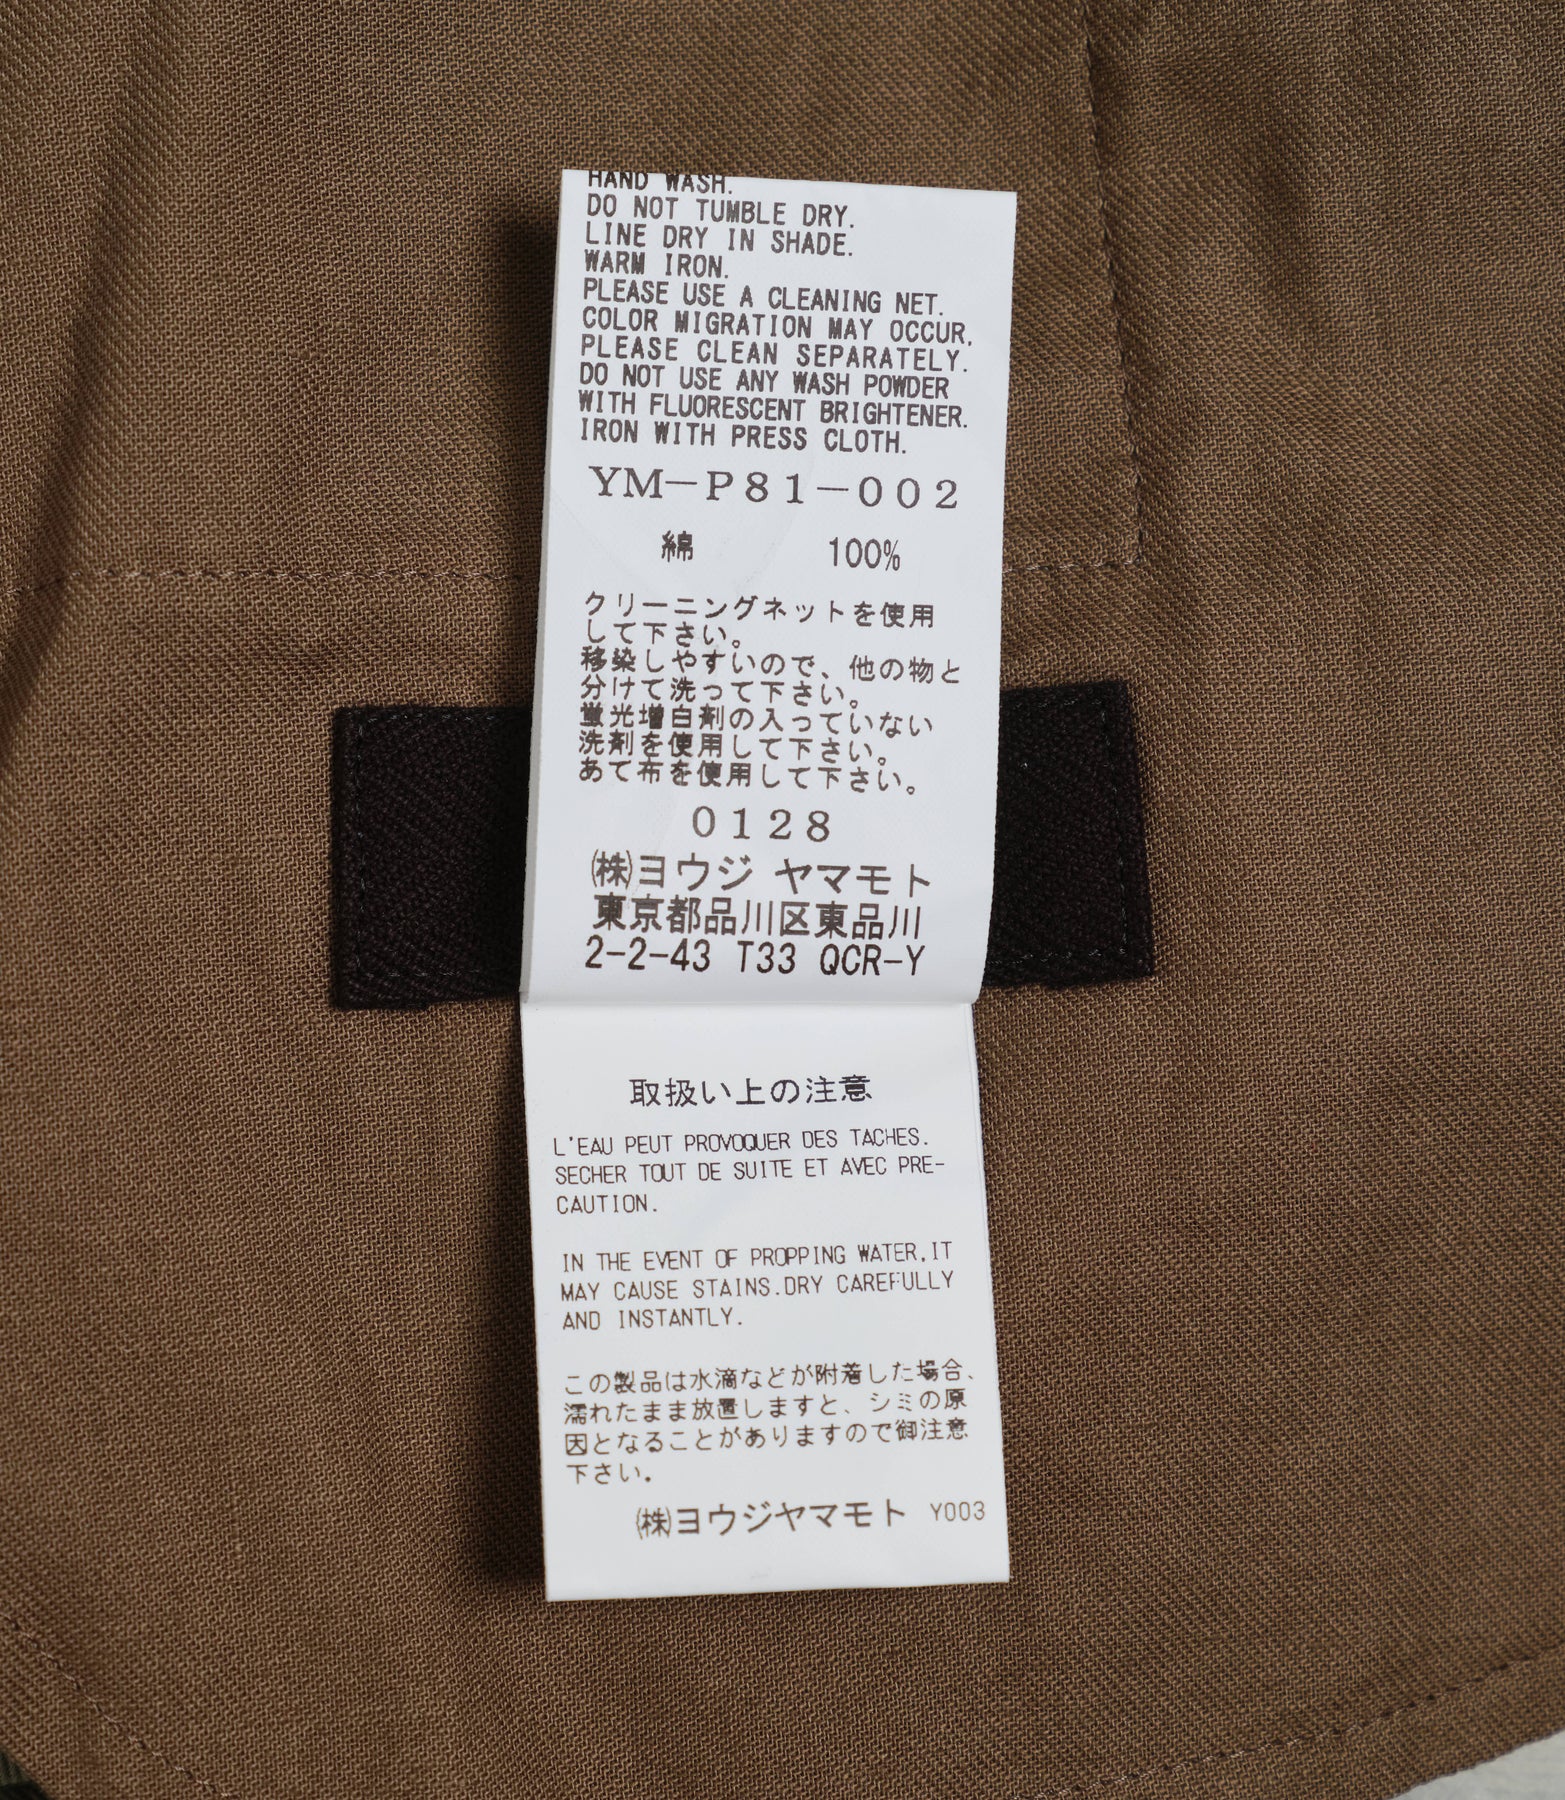 HAND WASH.
DO NOT TUMBLE DRY.
LINE DRY IN SHADE.
WARM IRON.
PLEASE USE A CLEANING NET.
COLOR MIGRATION MAY OCCUR.
PLEASE CLEAN SEPARATELY.
DO NOT USE ANY WASH POWDER
WITH FLUORESCENT BRIGHTENER.
IRON WITH PRESS CLOTH.
YM-P81-002
綿 100%
クリーニングネットを使用
して下さい。
移染しやすいので、他の物と
分けて洗って下さい。
蛍光増白剤の入っていない
洗剤を使用して下さい。
あて布を使用して下さい。
0128
(株)ヨウジ ヤマモト
東京都品川区東品川
2-2-43 T33 QCR-Y
取扱い上の注意
L'EAU PEUT PROVOQUER DES TACHES.
SECHER TOUT DE SUITE ET AVEC PRE-
CAUTION.
IN THE EVENT OF PROPPING WATER,IT
MAY CAUSE STAINS.DRY CAREFULLY
AND INSTANTLY.
この製品は水滴などが附着した場合、
濡れたまま放置しますと、シミの原
因となることがありますので御注意
下さい。
(株)ヨウジヤマモト Y003